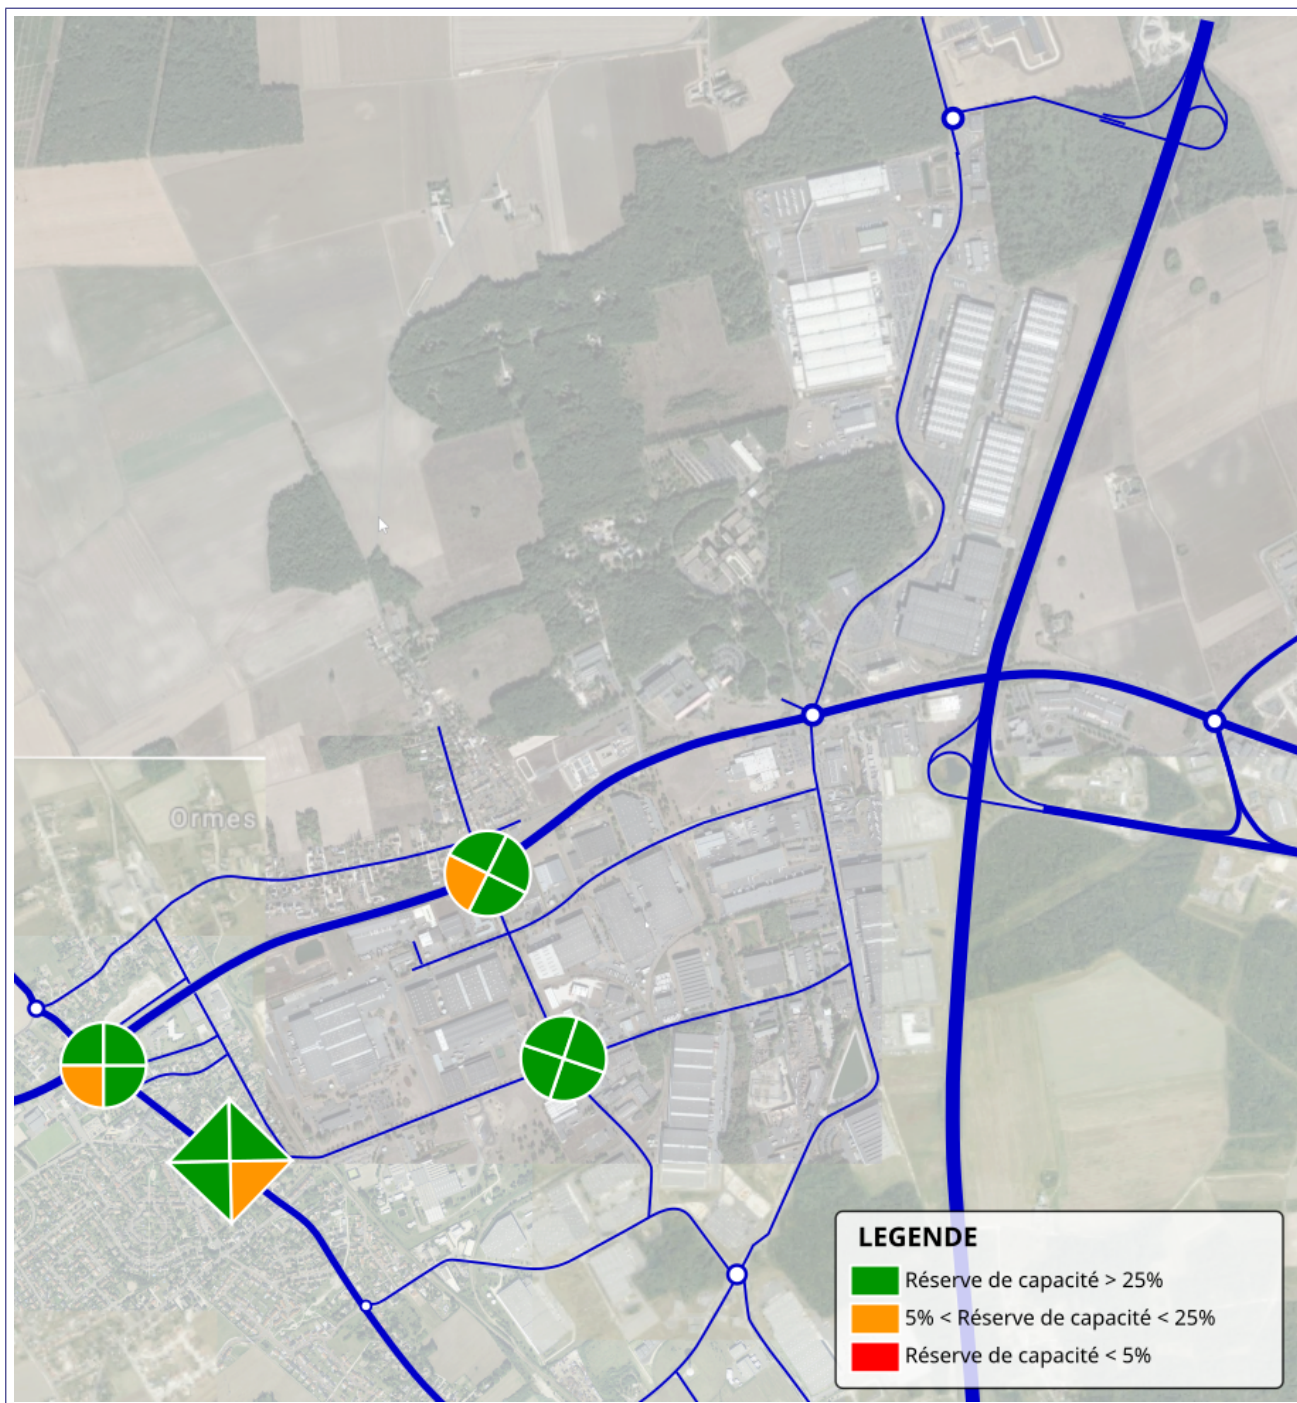 Ormes
LEGENDE
Réserve de capacité > 25%
5% < Réserve de capacité < 25%
Réserve de capacité < 5%